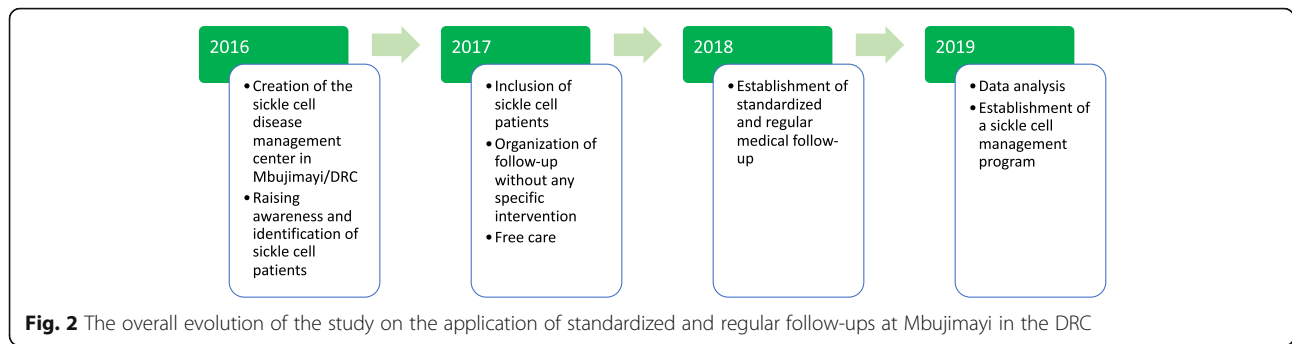 2016
• Creation of the
sickle cell
disease
management
center in
Mbujimayi/DRC
• Raising
awareness and
identification of
sickle cell
patients
2017
• Inclusion of
sickle cell
patients
• Organization of
follow-up
without any
specific
intervention
• Free care
2018
• Establishment of
standardized
and regular
medical follow-
up
2019
• Data analysis
• Establishment of
a sickle cell
management
program
Fig. 2 The overall evolution of the study on the application of standardized and regular follow-ups at Mbujimayi in the DRC